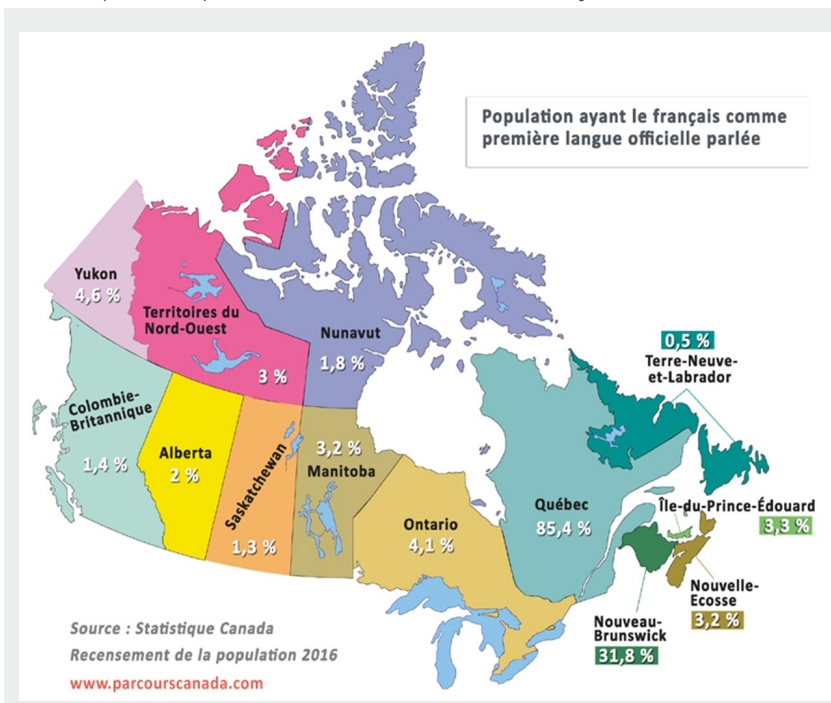 Population ayant le français comme
première langue officielle parlée
Yukon
4,6 %
Territoires du
Nord-Ouest
3 %
Nunavut
1,8 %
0,5 %
Terre-Neuve-
et-Labrador
Colombie-
Britannique
1,4 %
Alberta
2 %
Saskatchewan
1,3 %
3,2 %
Manitoba
Ontario
4,1 %
Québec
85,4 %
Île-du-Prince-Édouard
3,3 %
Nouvelle-
Ecosse
3,2 %
Nouveau-
Brunswick
31,8 %
Source : Statistique Canada
Recensement de la population 2016
www.parcourscanada.com